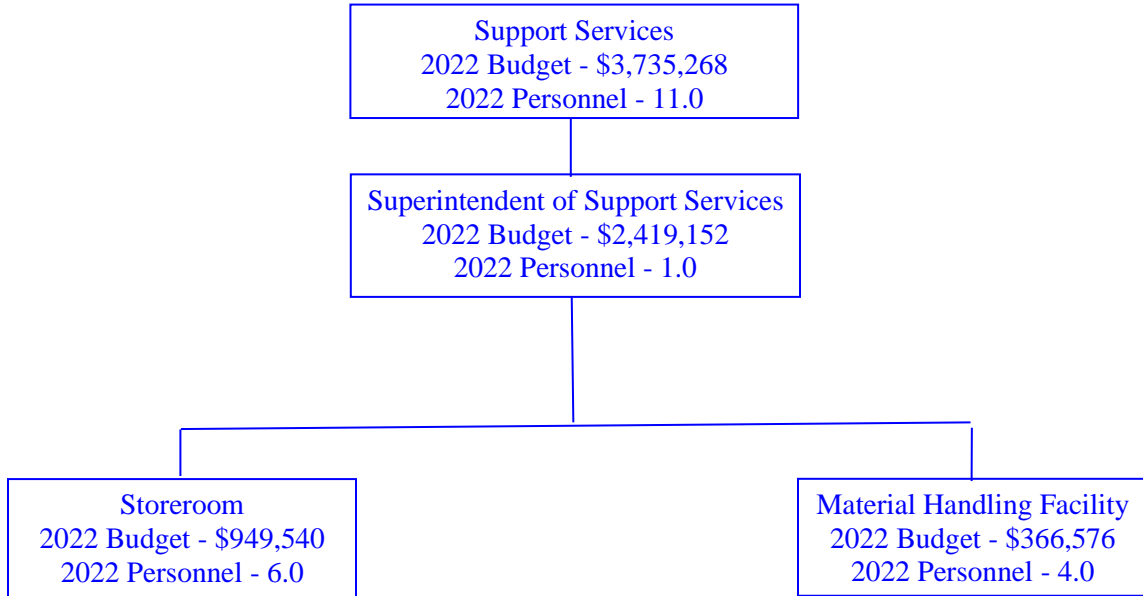 Support Services
2022 Budget - $3,735,268
2022 Personnel - 11.0
Superintendent of Support Services
2022 Budget - $2,419,152
2022 Personnel - 1.0
Storeroom
2022 Budget - $949,540
2022 Personnel - 6.0
Material Handling Facility
2022 Budget - $366,576
2022 Personnel - 4.0